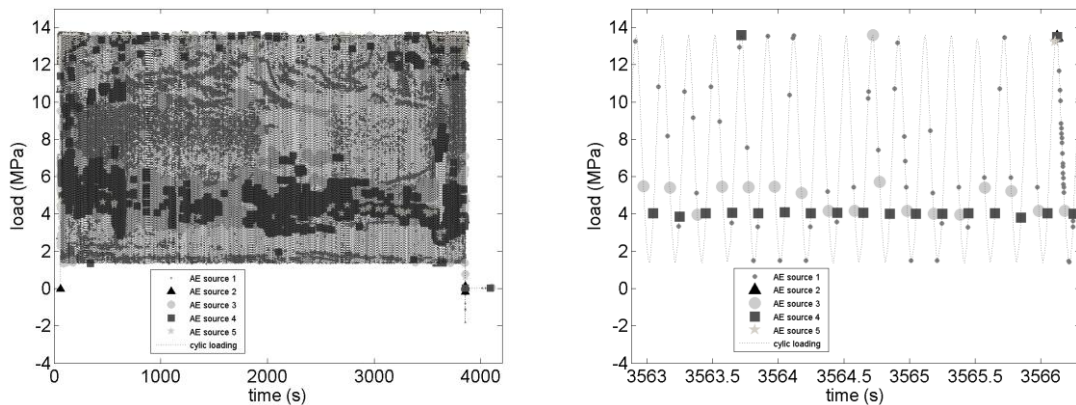 14
12
10
8
6
4
2
0
-2
-4
load (MPa)
AE source 1
AE source 2
AE source 3
AE source 4
AE source 5
cylic loading
0 1000 2000 3000 4000
time (s)
14
12
10
8
6
4
2
0
-2
-4
load (MPa)
AE source 1
AE source 2
AE source 3
AE source 4
AE source 5
cylic loading
3563 3563.5 3564 3564.5 3565 3565.5 3566
time (s)